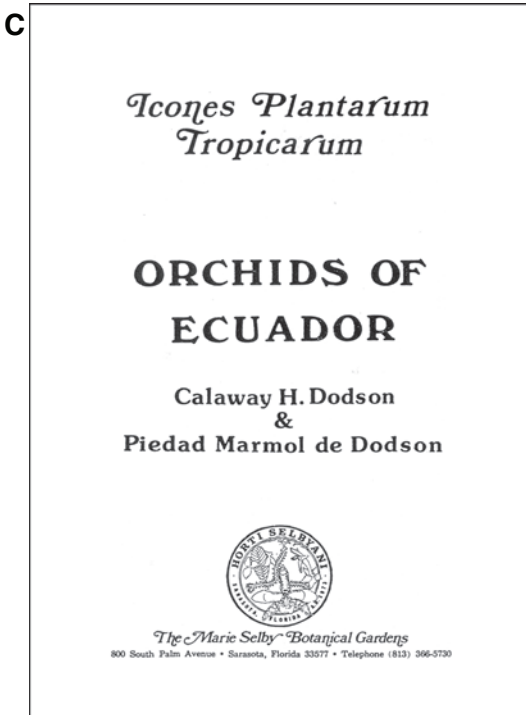 C
Icones Plantarum
Tropicarum
ORCHIDS OF
ECUADOR
Calaway H. Dodson
&
Piedad Marmol de Dodson
HORTI SELBYANI
SARASOTA, FLORIDA
The Marie Selby Botanical Gardens
800 South Palm Avenue • Sarasota, Florida 33577 • Telephone (813) 366-5730